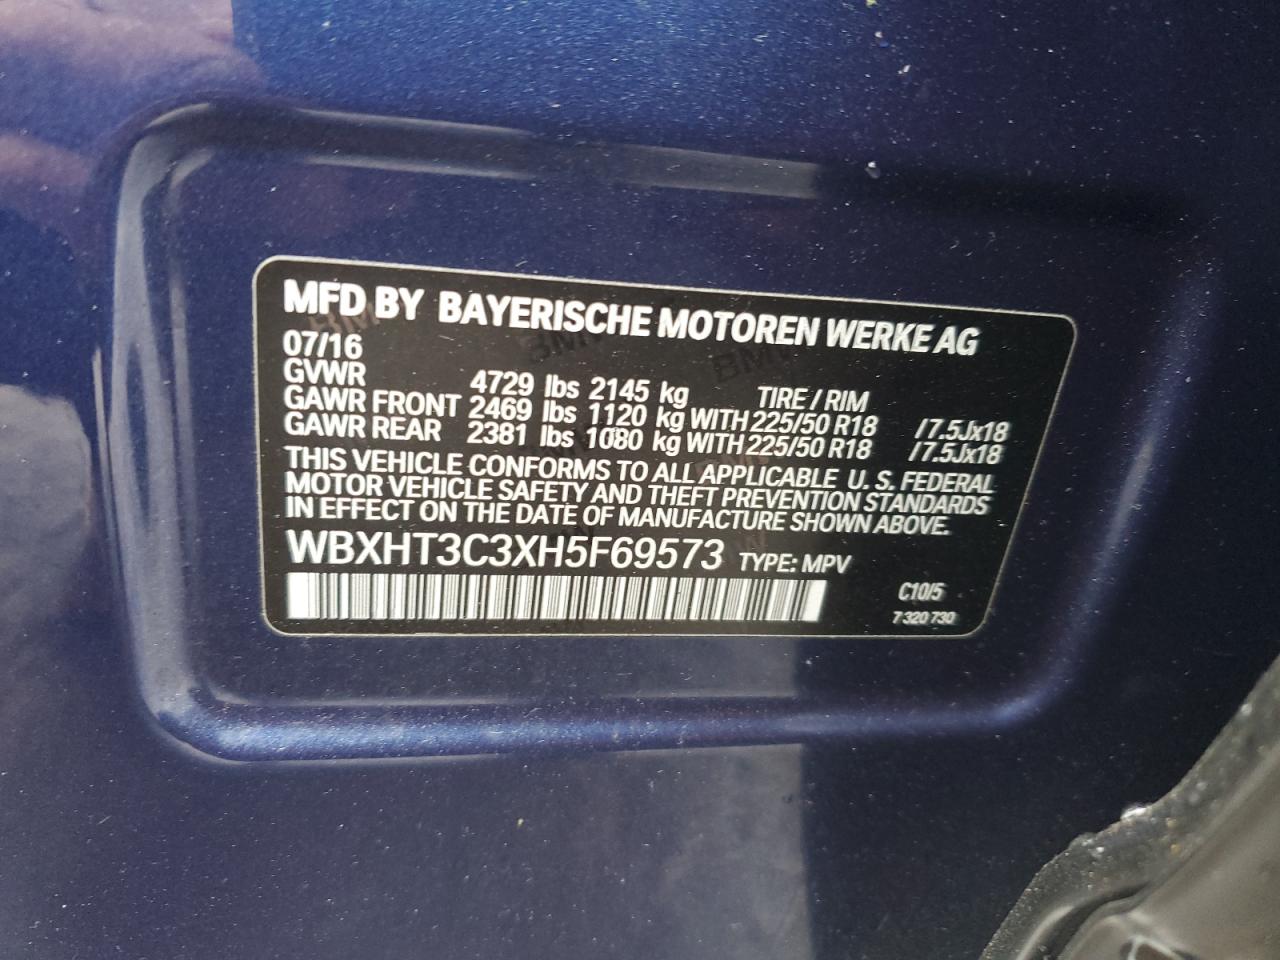 MFD BY BAYERISCHE MOTOREN WERKE AG
07/16
GVWR 4729 lbs 2145 kg TIRE / RIM
GAWR FRONT 2469 lbs 1120 kg WITH 225/50 R18 /7.5Jx18
GAWR REAR 2381 lbs 1080 kg WITH 225/50 R18 /7.5Jx18
THIS VEHICLE CONFORMS TO ALL APPLICABLE U. S. FEDERAL
MOTOR VEHICLE SAFETY AND THEFT PREVENTION STANDARDS
IN EFFECT ON THE DATE OF MANUFACTURE SHOWN ABOVE.
WBXHT3C3XH5F69573 TYPE: MPV
C10/5
7 320 730